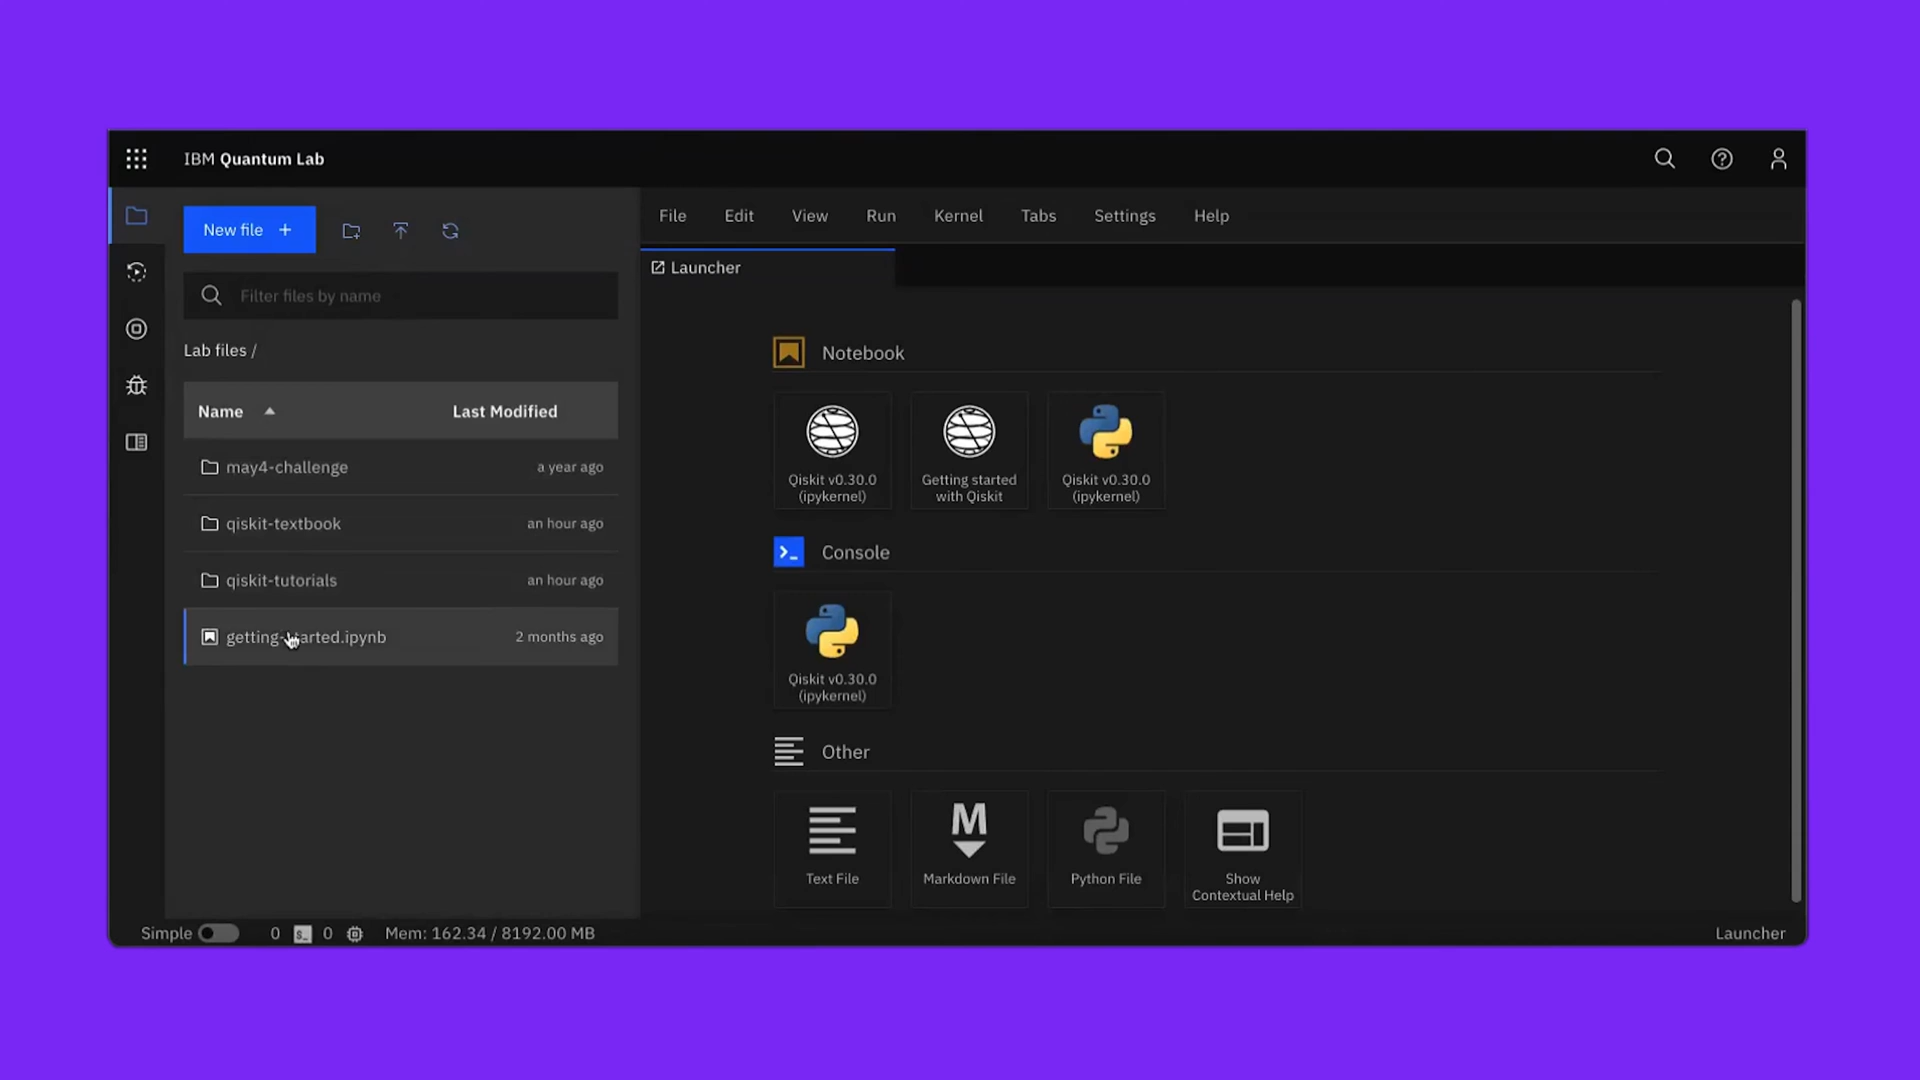 IBM Quantum Lab
New file +
Filter files by name
Lab files /
Name
Last Modified
may4-challenge
a year ago
qiskit-textbook
an hour ago
qiskit-tutorials
an hour ago
getting-started.ipynb
2 months ago
File
Edit
View
Run
Kernel
Tabs
Settings
Help
Launcher
Notebook
Qiskit v0.30.0
(ipykernel)
Getting started
with Qiskit
Qiskit v0.30.0
(ipykernel)
Console
Qiskit v0.30.0
(ipykernel)
Other
Text File
M
Markdown File
Python File
Show
Contextual Help
Simple
0
0
Mem: 162.34 / 8192.00 MB
Launcher